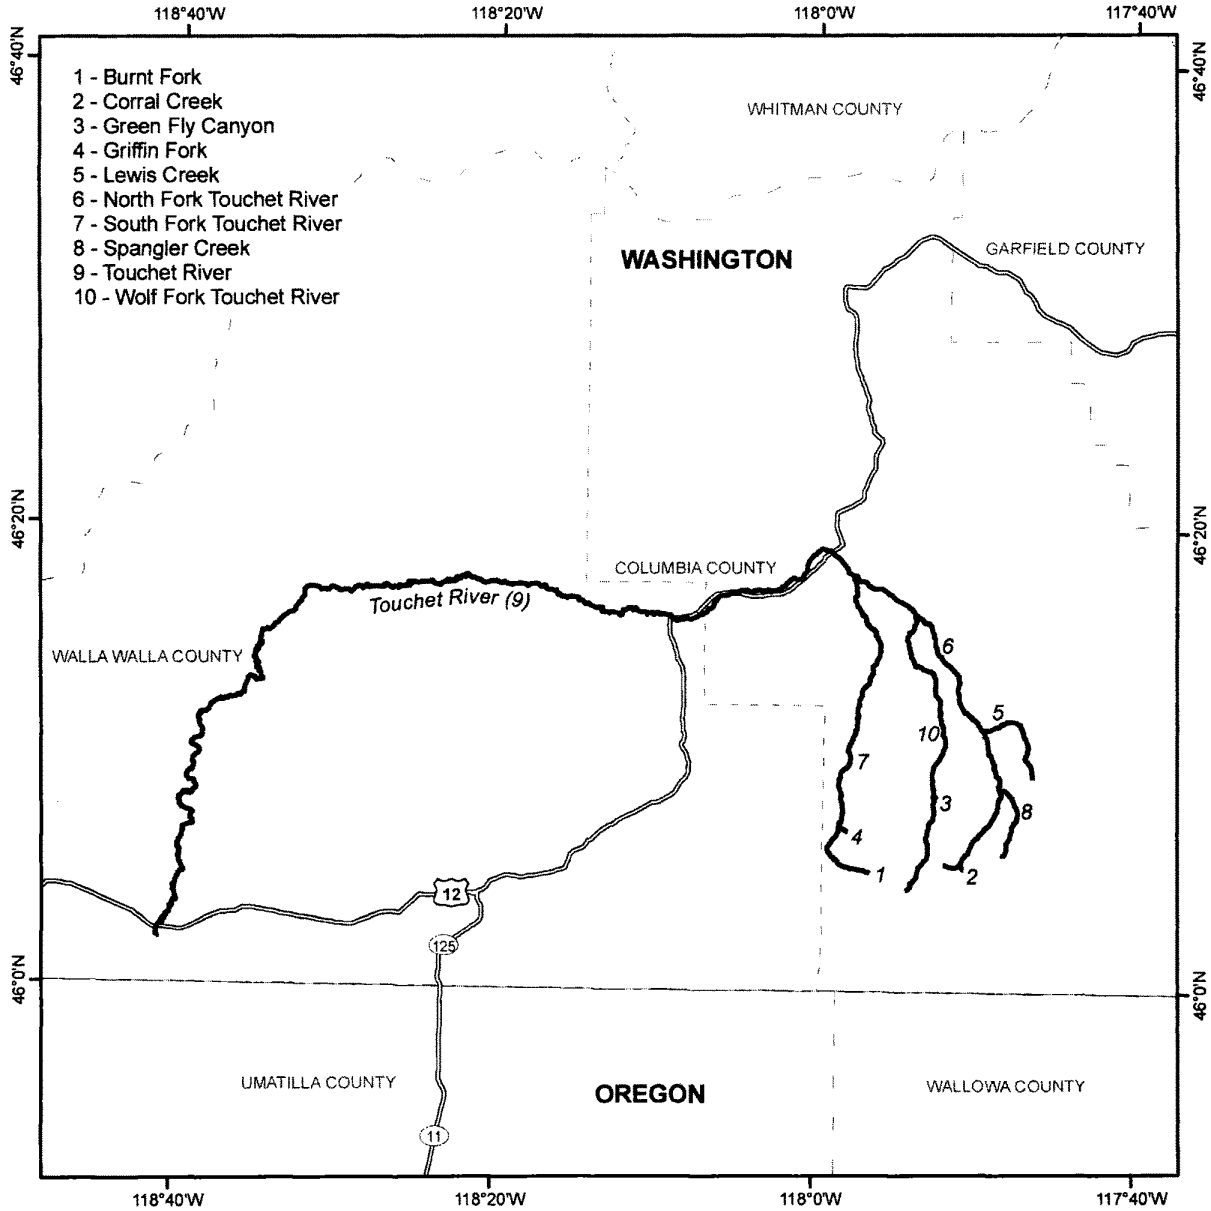 118°40'W 118°20'W 118°0'W 117°40'W
46°40'N
46°40'N
1 - Burnt Fork
2 - Corral Creek
3 - Green Fly Canyon
4 - Griffin Fork
5 - Lewis Creek
6 - North Fork Touchet River
7 - South Fork Touchet River
8 - Spangler Creek
9 - Touchet River
10 - Wolf Fork Touchet River
WHITMAN COUNTY
WASHINGTON
GARFIELD COUNTY
46°20'N
46°20'N
COLUMBIA COUNTY
Touchet River (9)
WALLA WALLA COUNTY
6
5
10
7
3
8
4
1
2
12
125
46°0'N
46°0'N
UMATILLA COUNTY
OREGON
WALLOWA COUNTY
11
118°40'W 118°20'W 118°0'W 117°40'W